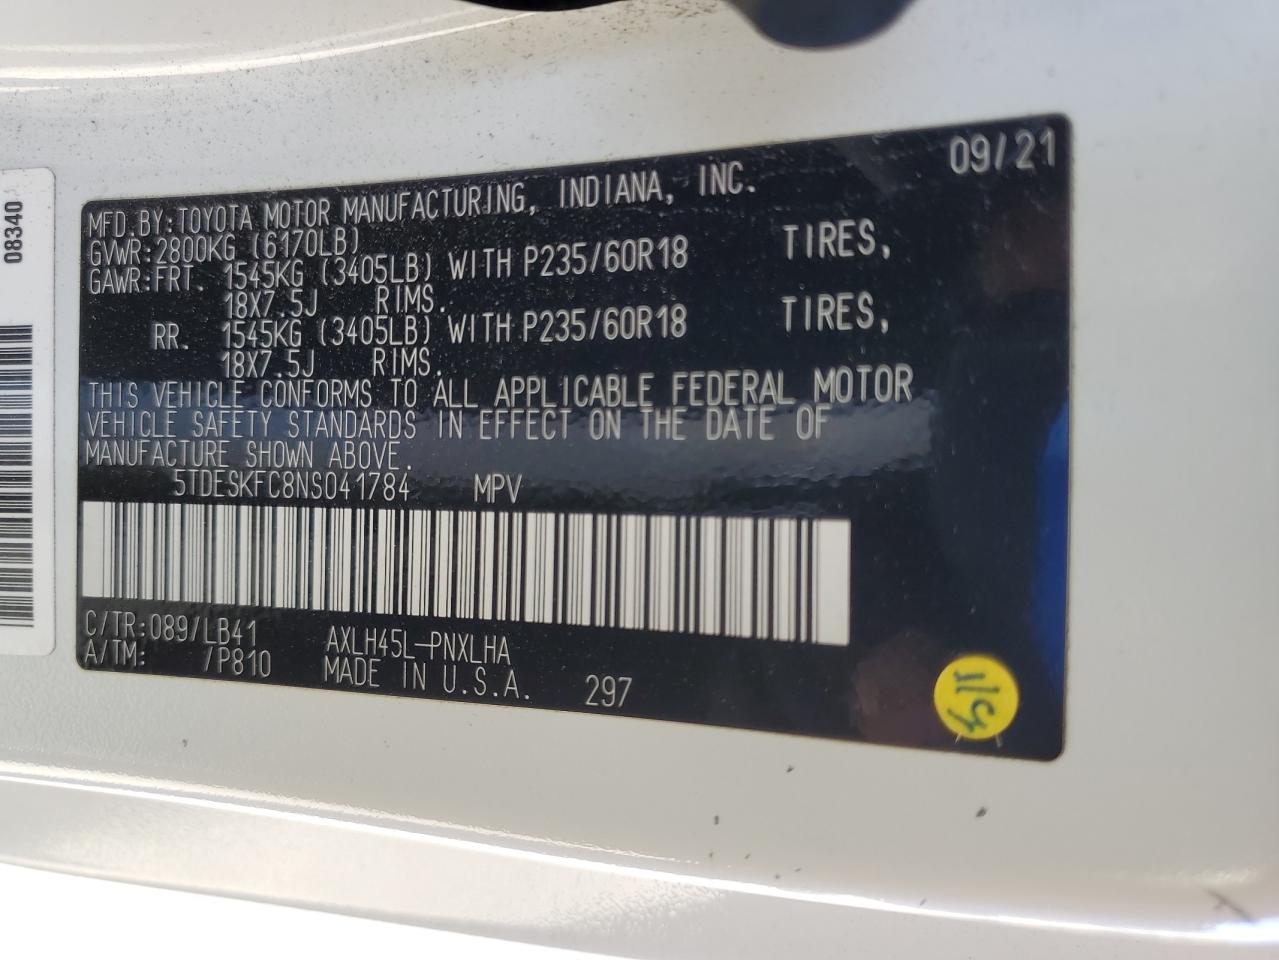 09/21
MFD.BY:TOYOTA MOTOR MANUFACTURING, INDIANA, INC.
GVWR:2800KG (6170LB)
GAWR:FRT. 1545KG (3405LB) WITH P235/60R18 TIRES,
18X7.5J RIMS.
RR. 1545KG (3405LB) WITH P235/60R18 TIRES,
18X7.5J RIMS.
THIS VEHICLE CONFORMS TO ALL APPLICABLE FEDERAL MOTOR
VEHICLE SAFETY STANDARDS IN EFFECT ON THE DATE OF
MANUFACTURE SHOWN ABOVE.
5TDESKFC8NS041784 MPV
C/TR:089/LB41 AXLH45L-PNXLHA
A/TM: /P810 MADE IN U.S.A. 297
08340